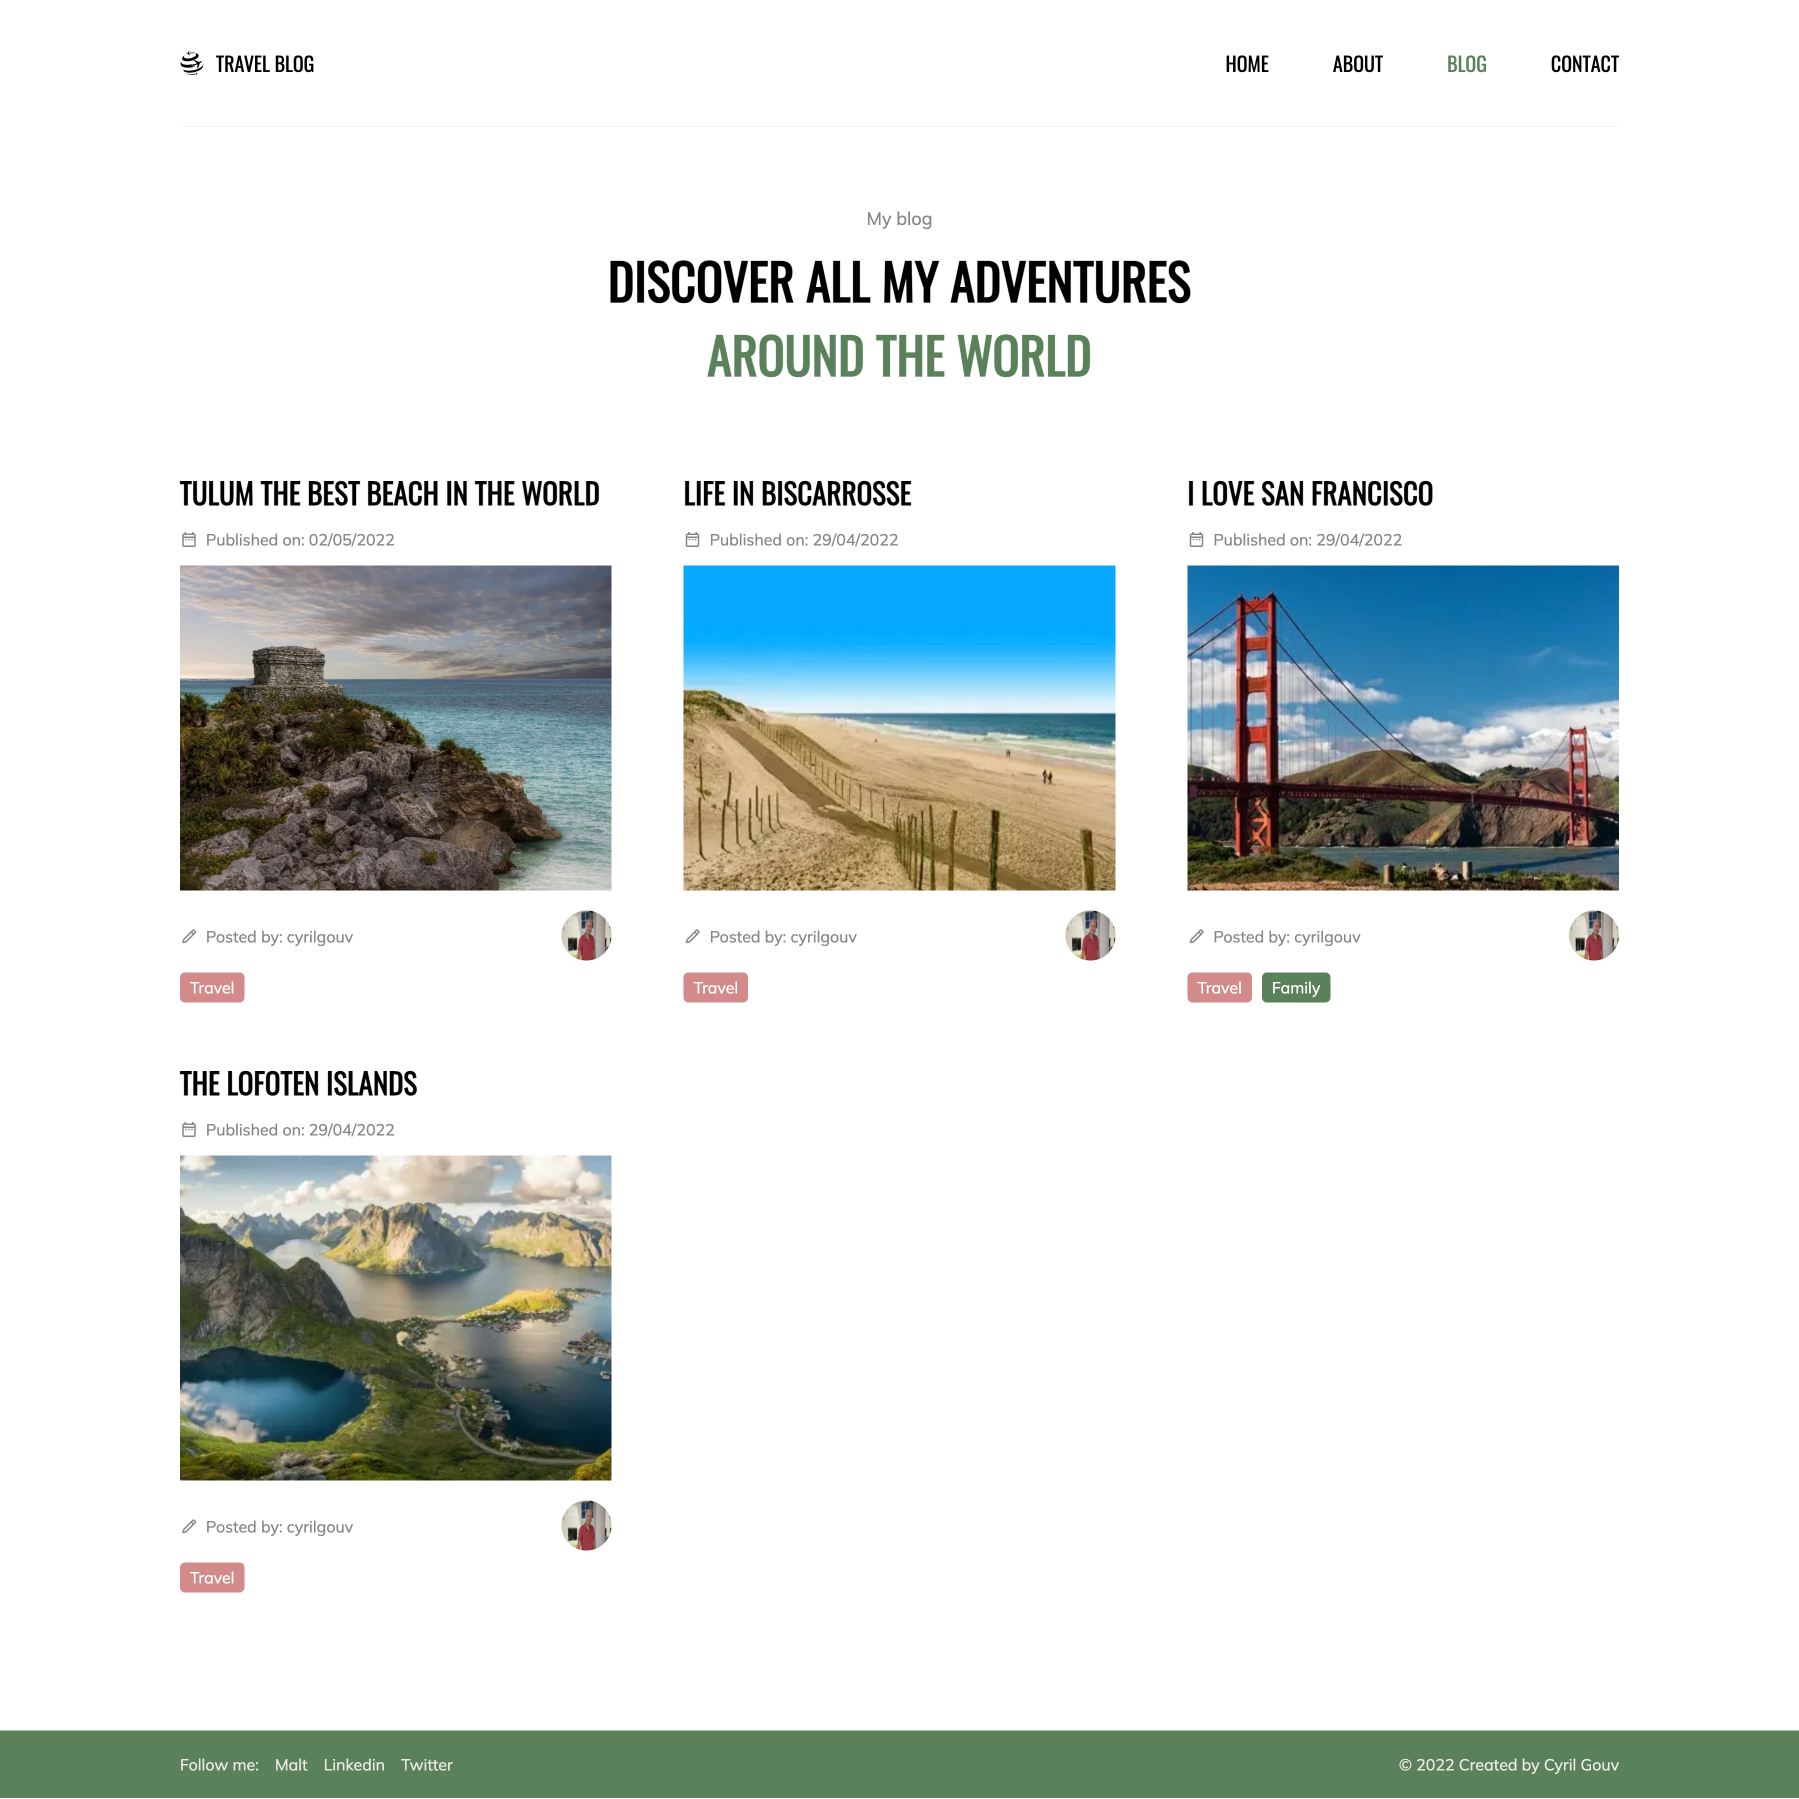 TRAVEL BLOG
HOME ABOUT BLOG CONTACT
My blog
DISCOVER ALL MY ADVENTURES
AROUND THE WORLD
TULUM THE BEST BEACH IN THE WORLD
Published on: 02/05/2022
Posted by: cyrilgouv
Travel
LIFE IN BISCARROSSE
Published on: 29/04/2022
Posted by: cyrilgouv
Travel
I LOVE SAN FRANCISCO
Published on: 29/04/2022
Posted by: cyrilgouv
Travel Family
THE LOFOTEN ISLANDS
Published on: 29/04/2022
Posted by: cyrilgouv
Travel
Follow me: Malt Linkedin Twitter
© 2022 Created by Cyril Gouv